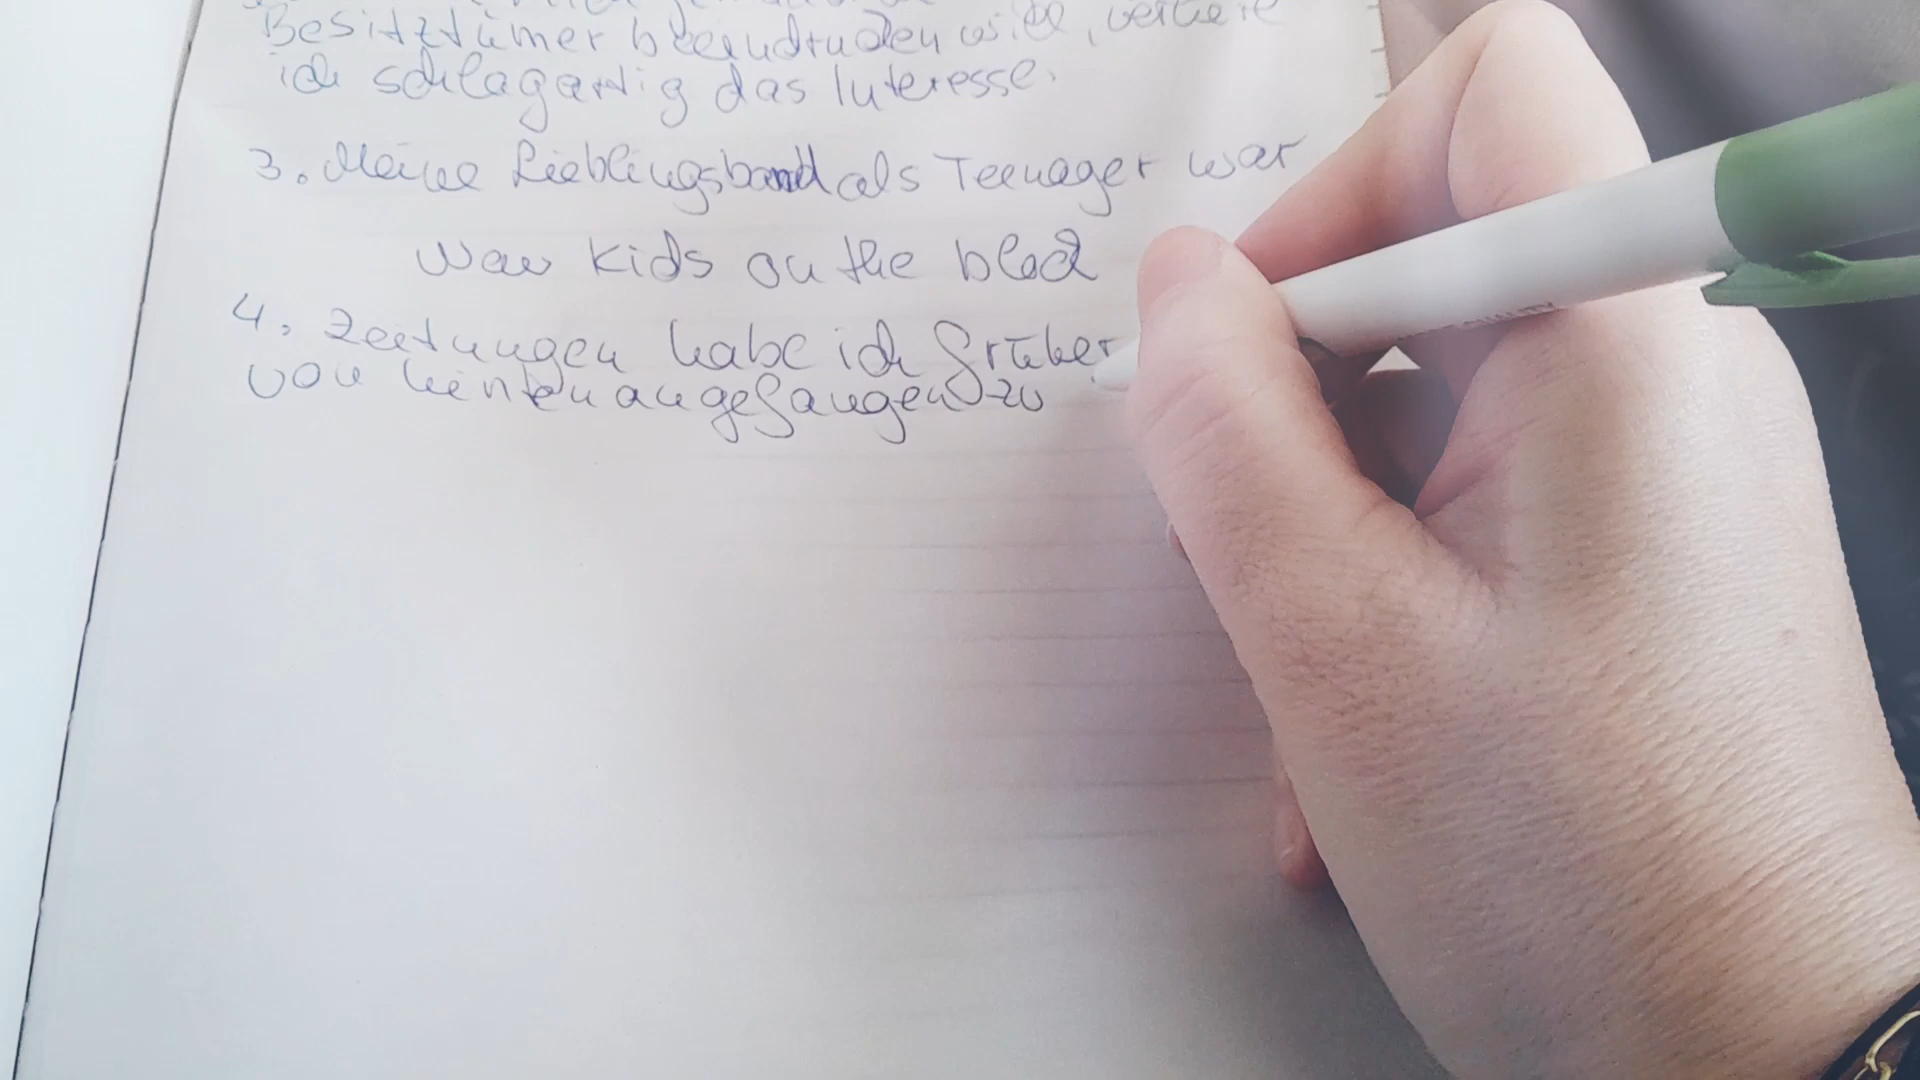 Besitztümer beeindrucken will, verliere
ich schlagartig das Interesse.
3. Meine Lieblingsband als Teenager war
New Kids on the block
4. Zeitungen habe ich früher
von hinten angefangen zu